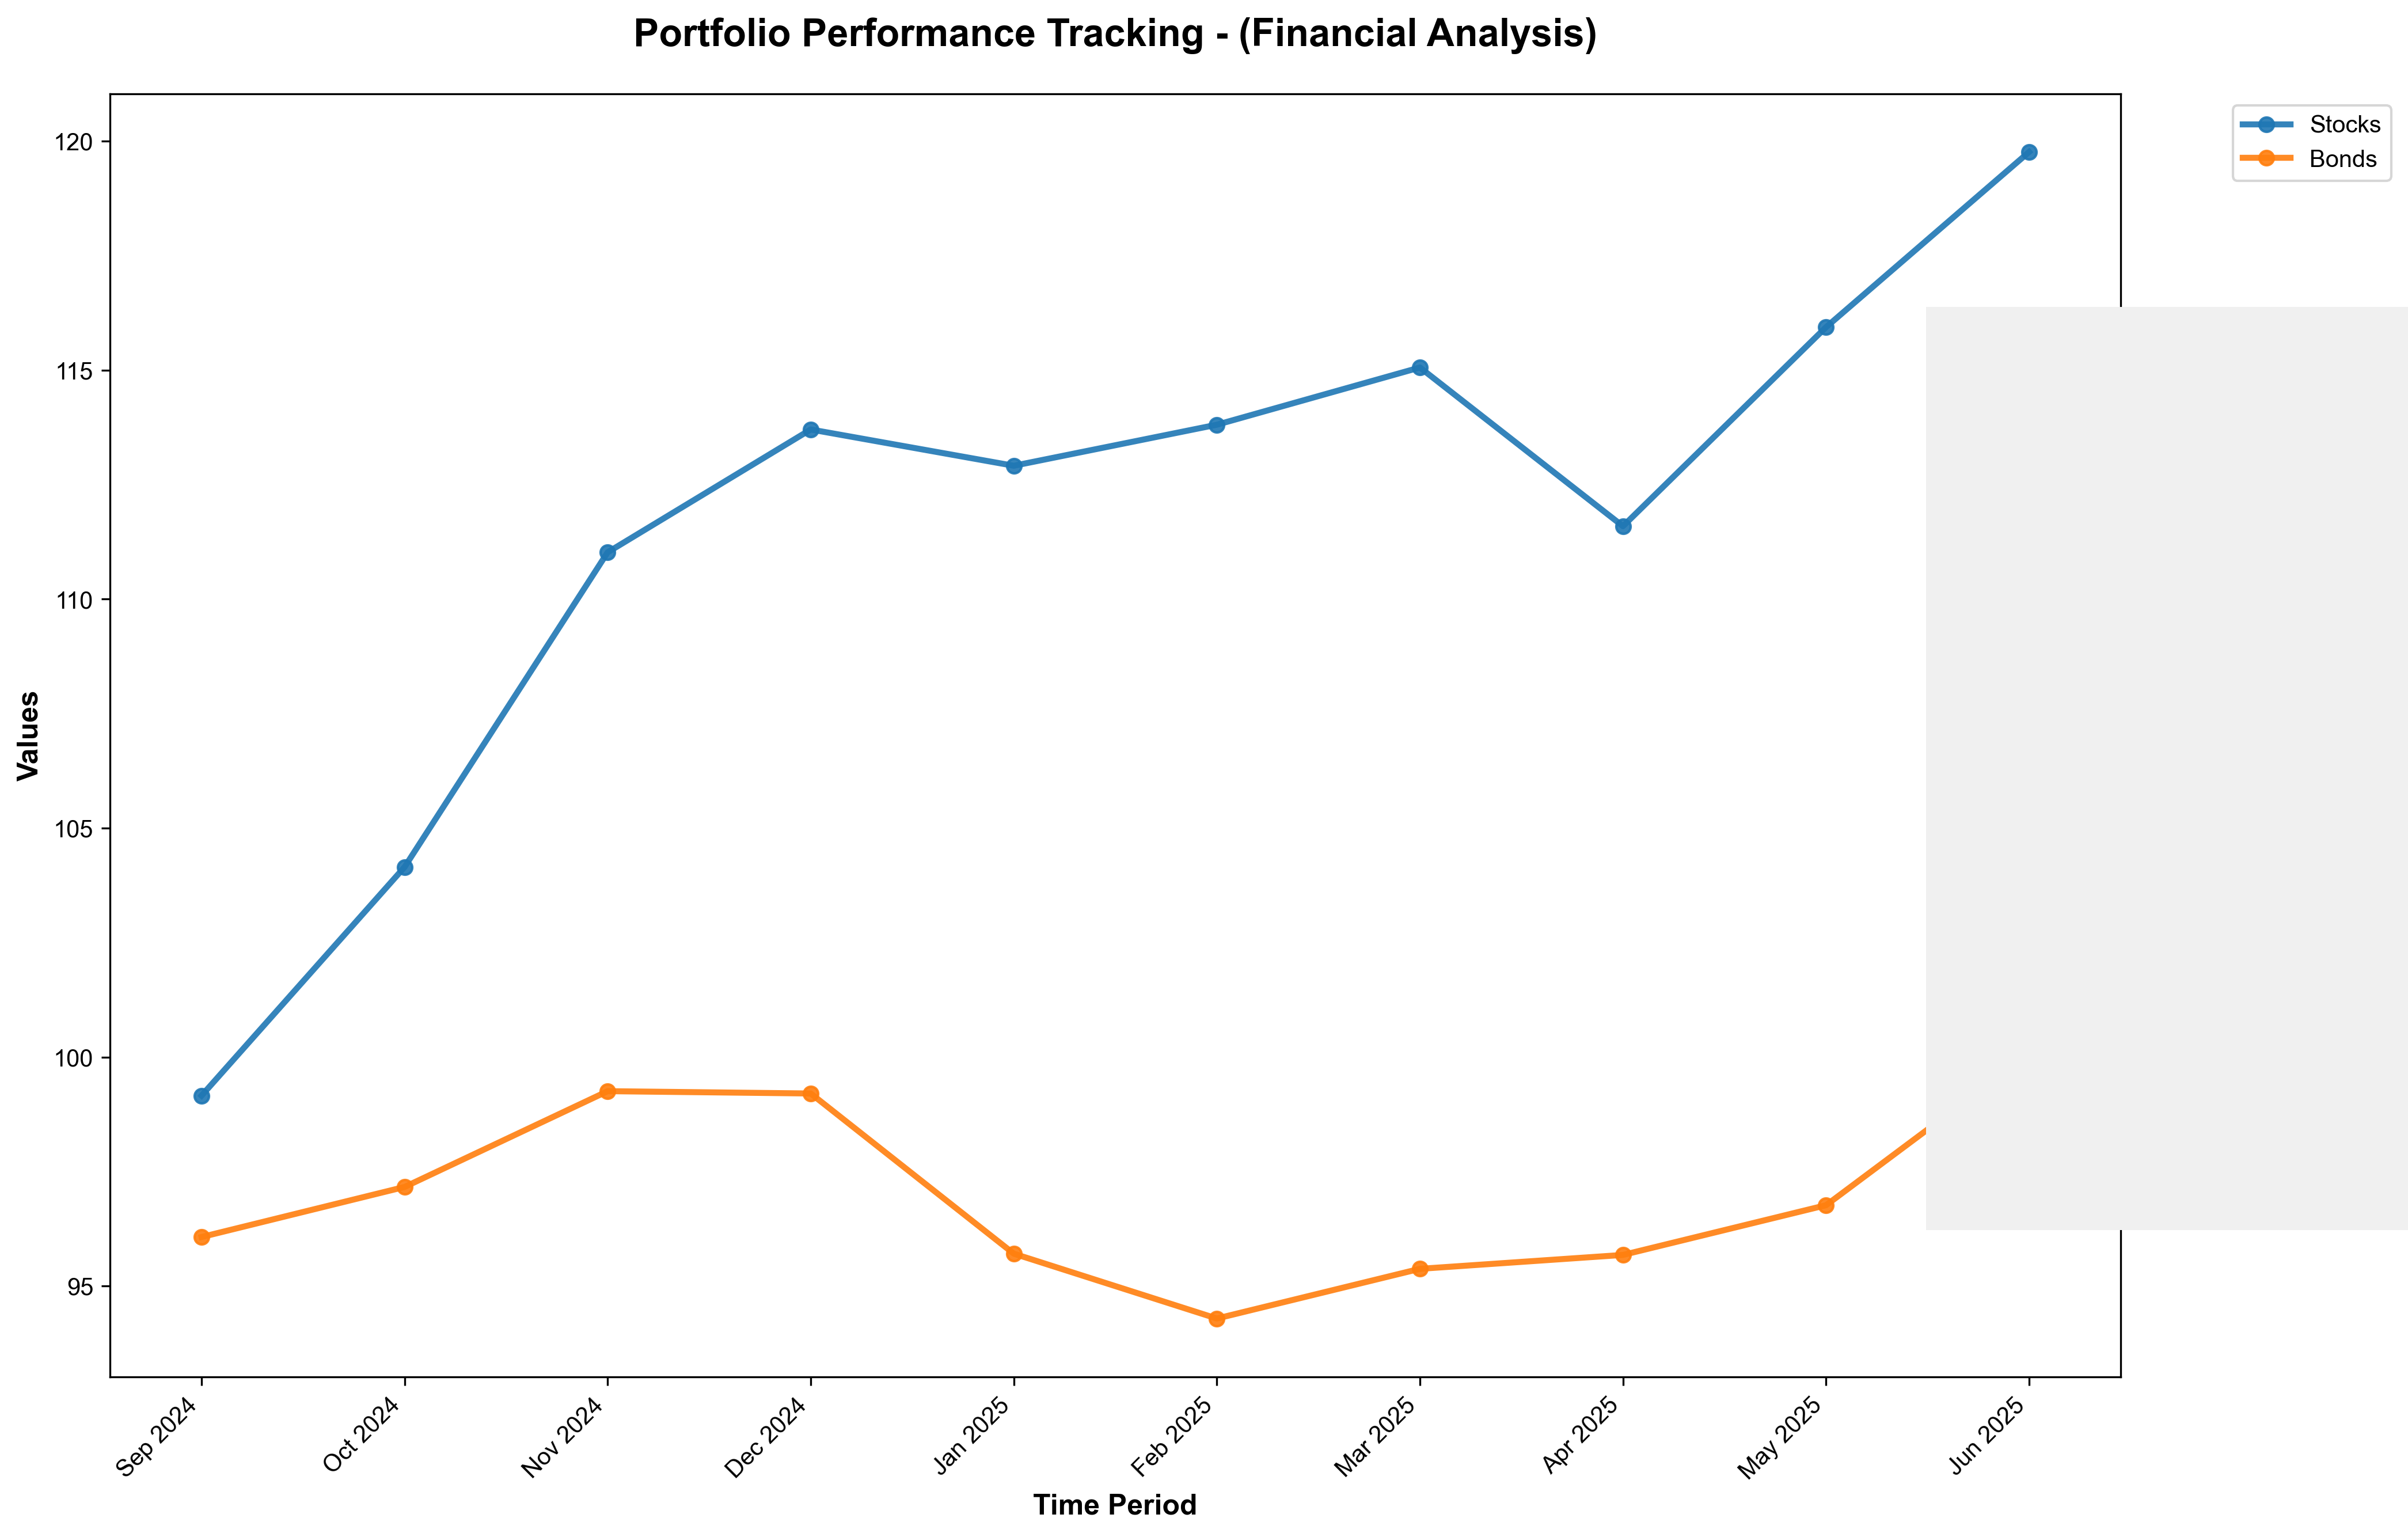 Portfolio Performance Tracking - (Financial Analysis)
Stocks
Bonds
120
115
110
105
100
95
Values
Sep 2024
Oct 2024
Nov 2024
Dec 2024
Jan 2025
Feb 2025
Mar 2025
Apr 2025
May 2025
Jun 2025
Time Period